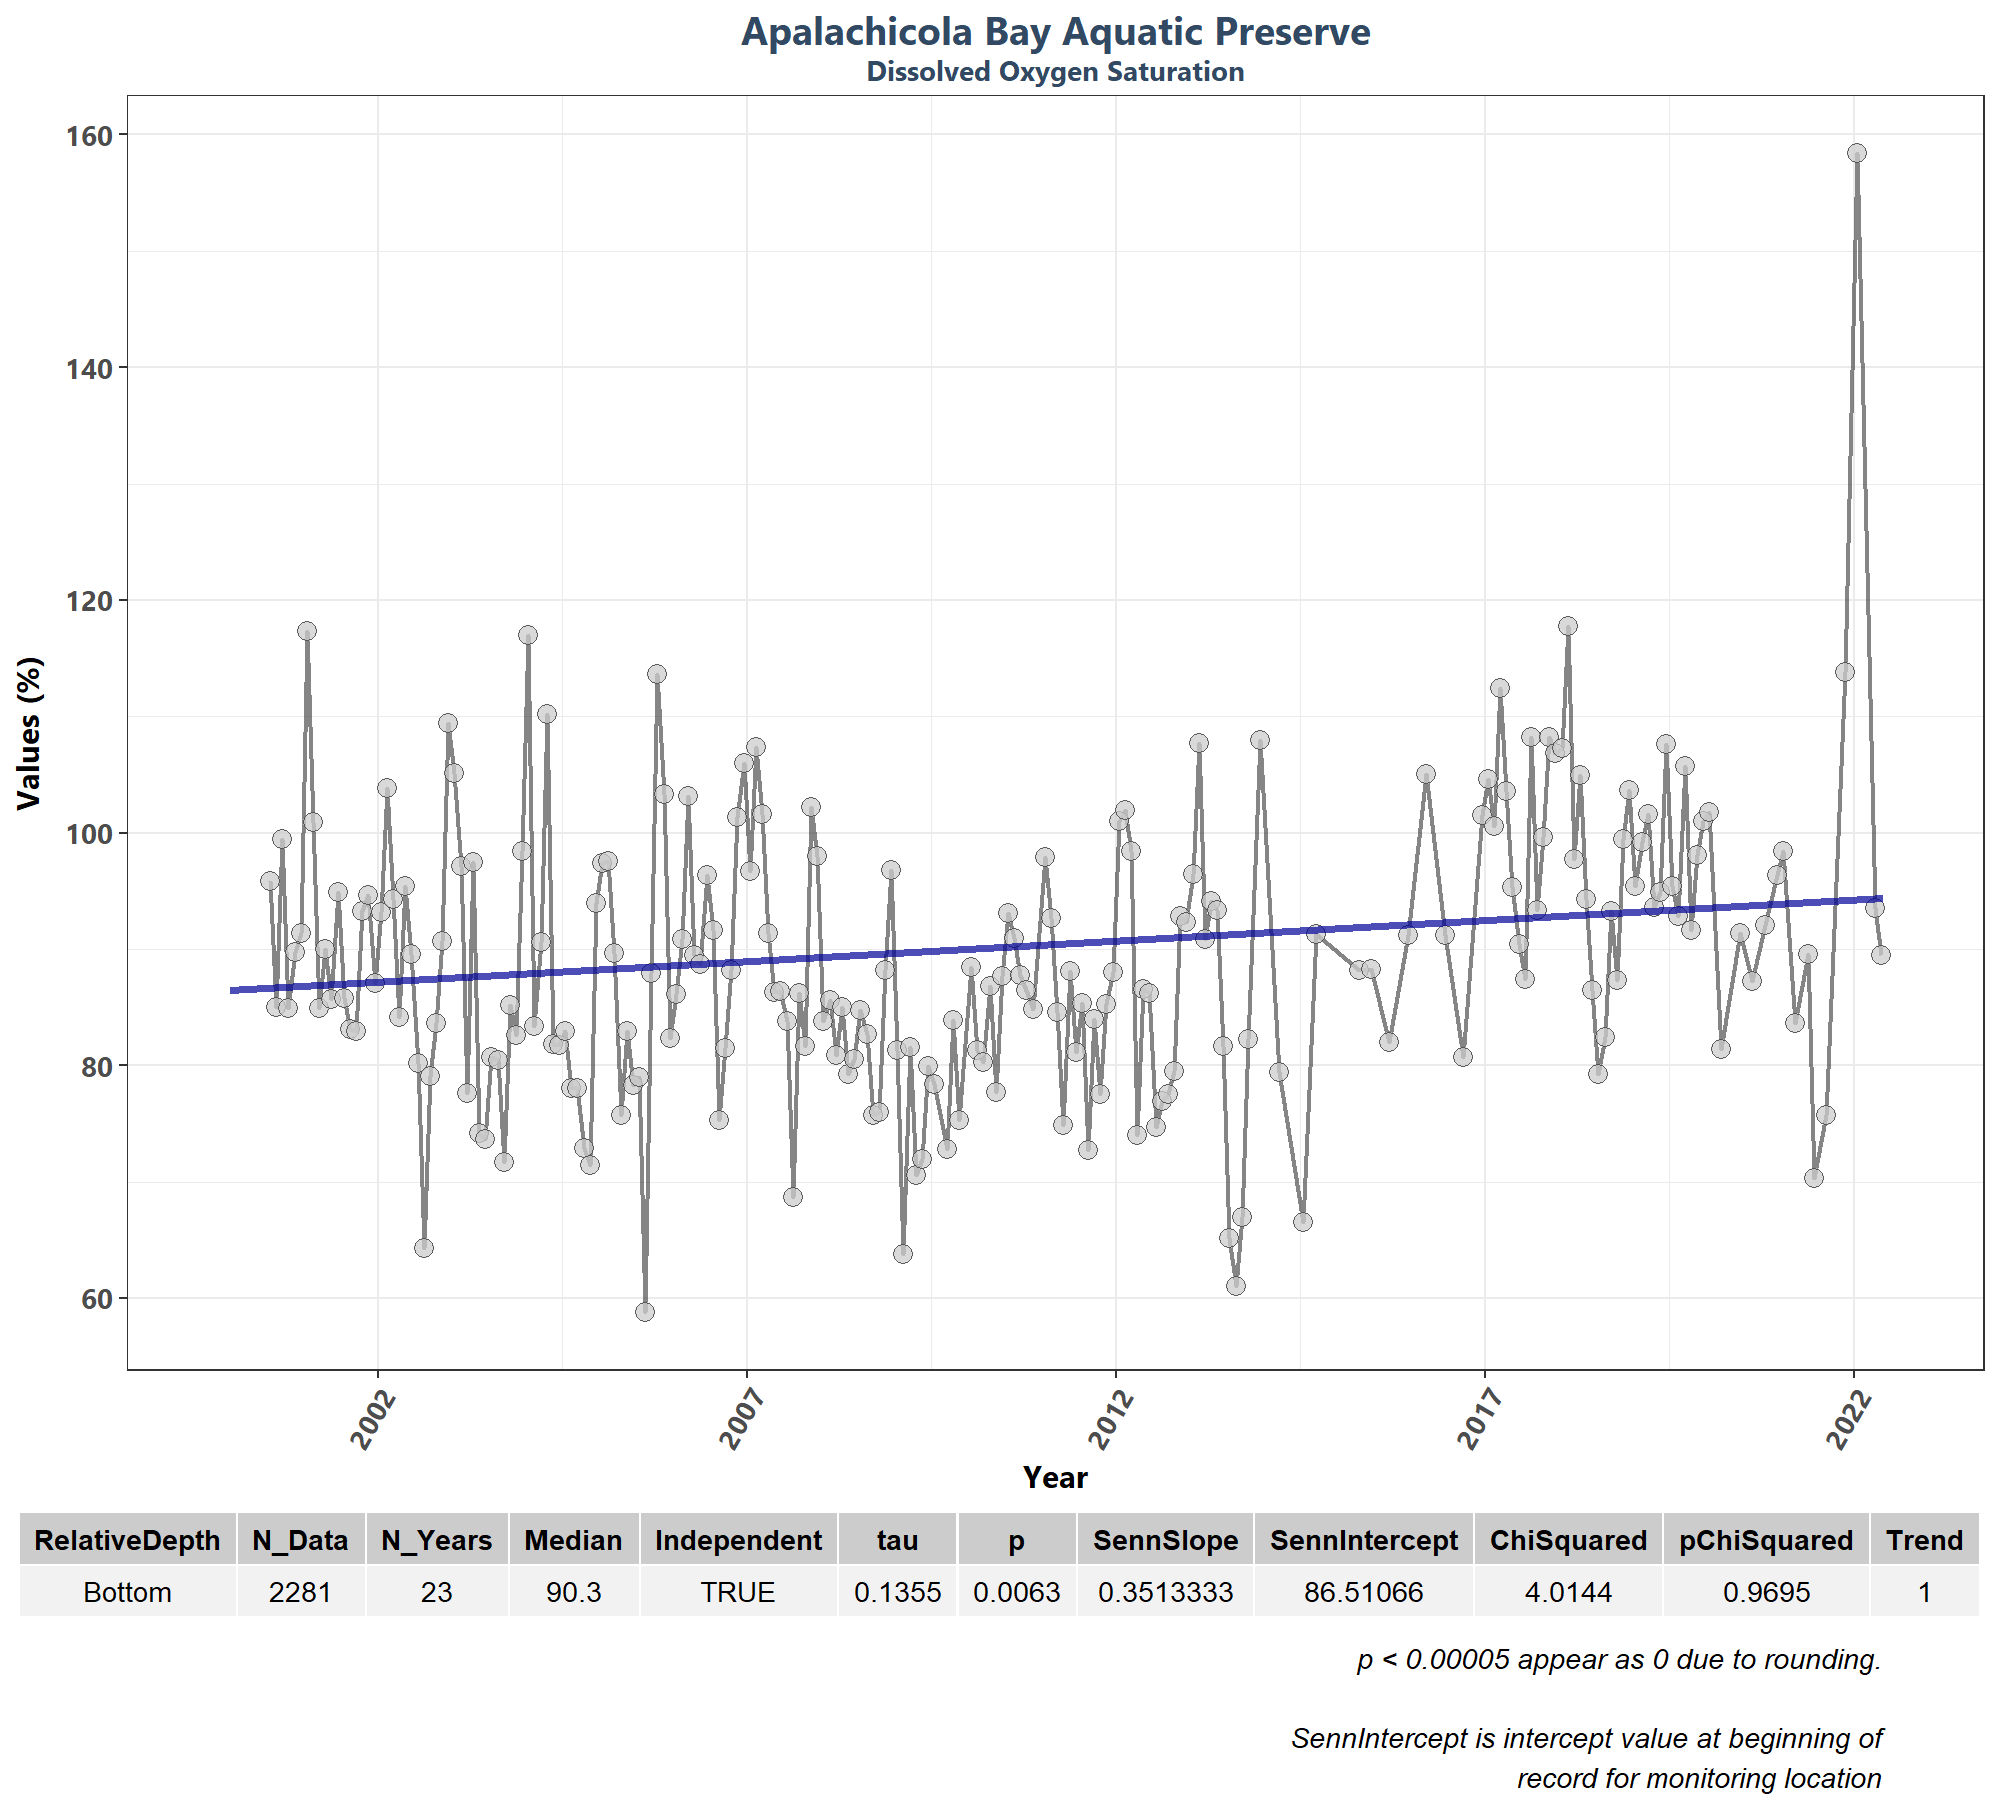 Apalachicola Bay Aquatic Preserve
Dissolved Oxygen Saturation
160
140
120
100
80
60
Values (%)
2002 2007 2012 2017 2022
Year
RelativeDepth N_Data N_Years Median Independent tau p SennSlope SennIntercept ChiSquared pChiSquared Trend
Bottom 2281 23 90.3 TRUE 0.1355 0.0063 0.3513333 86.51066 4.0144 0.9695 1
p < 0.00005 appear as 0 due to rounding.
SennIntercept is intercept value at beginning of
record for monitoring location